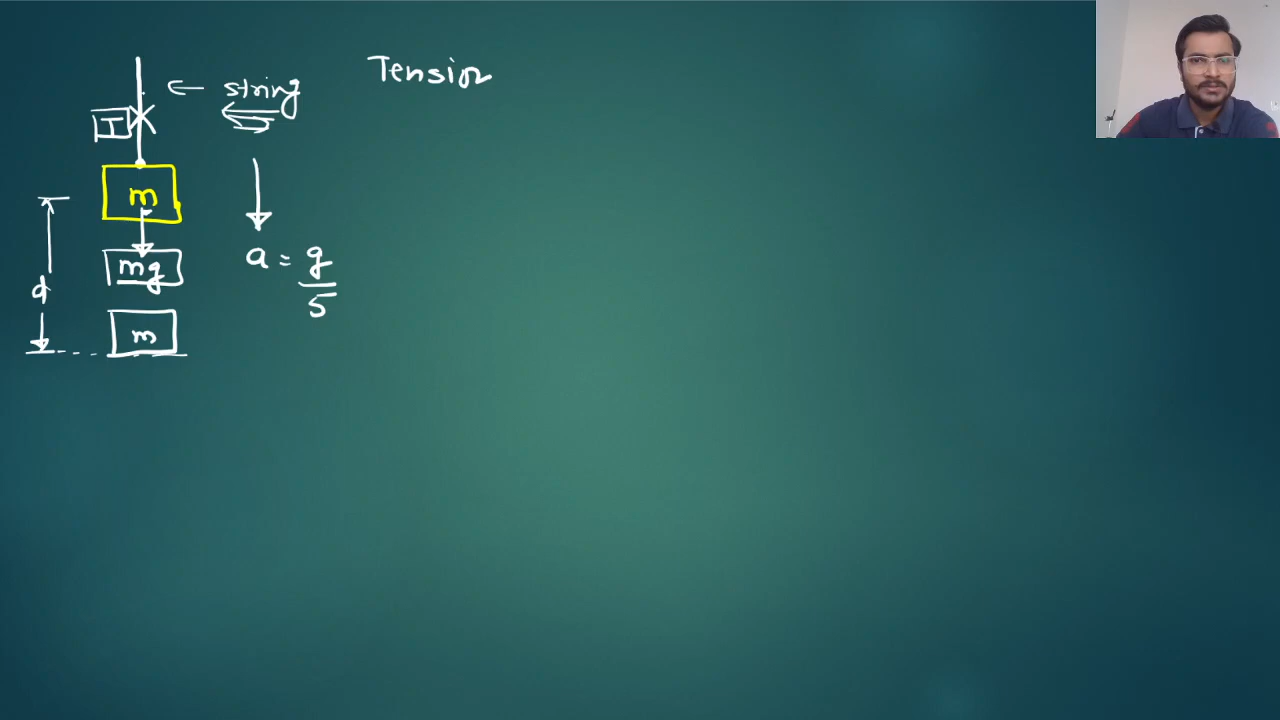 Tension
← string
T
m
mg
d
m
a = g/5